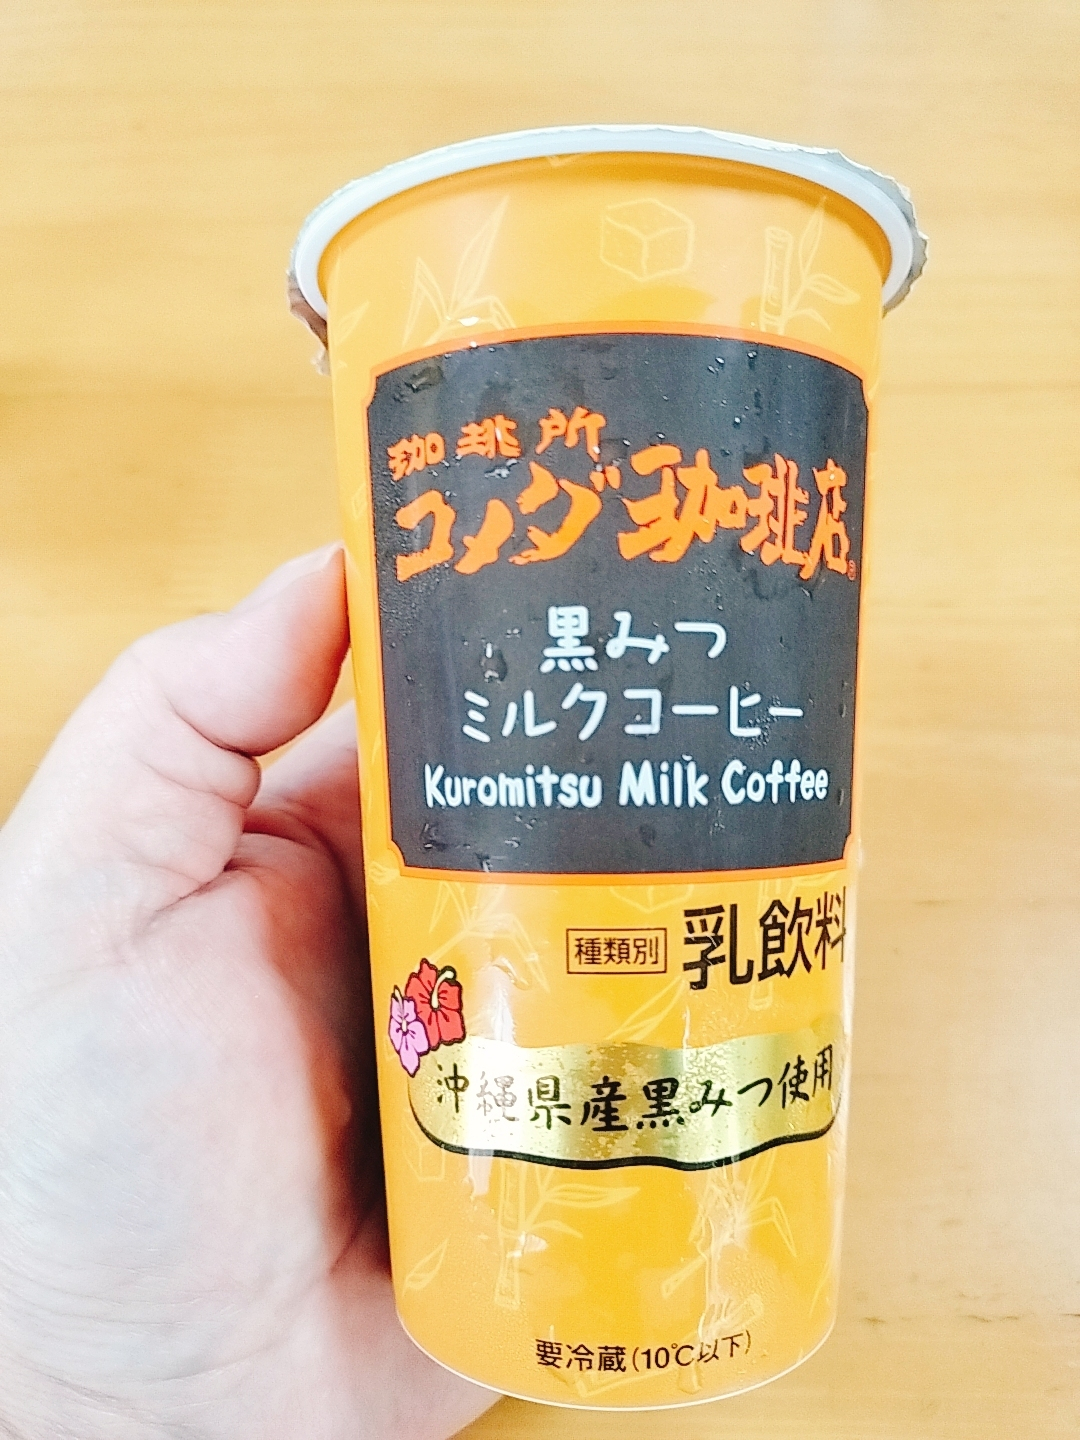 珈琲所
コメダ珈琲店
黒みつ
ミルクコーヒー
Kuromitsu Milk Coffee
種類別 乳飲料
沖縄県産黒みつ使用
要冷蔵(10℃以下)